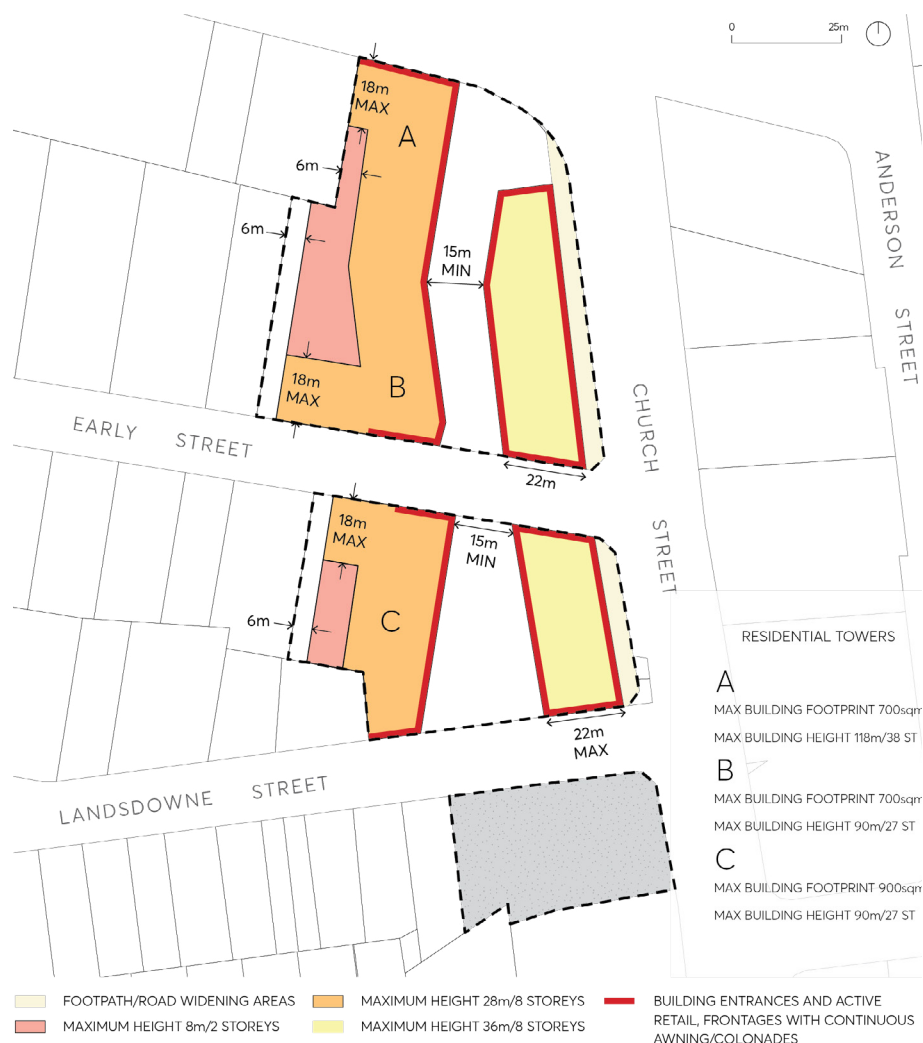 0 25m
18m
MAX
A
6m
6m
15m
MIN
18m
MAX
B
ANDERSON STREET
CHURCH STREET
EARLY STREET
22m
18m
MAX
15m
MIN
6m
C
22m
MAX
LANDSDOWNE STREET
RESIDENTIAL TOWERS
A
MAX BUILDING FOOTPRINT 700sqm
MAX BUILDING HEIGHT 118m/38 ST
B
MAX BUILDING FOOTPRINT 700sqm
MAX BUILDING HEIGHT 90m/27 ST
C
MAX BUILDING FOOTPRINT 900sqm
MAX BUILDING HEIGHT 90m/27 ST
FOOTPATH/ROAD WIDENING AREAS
MAXIMUM HEIGHT 8m/2 STOREYS
MAXIMUM HEIGHT 28m/8 STOREYS
MAXIMUM HEIGHT 36m/8 STOREYS
BUILDING ENTRANCES AND ACTIVE
RETAIL, FRONTAGES WITH CONTINUOUS
AWNING/COLONADES